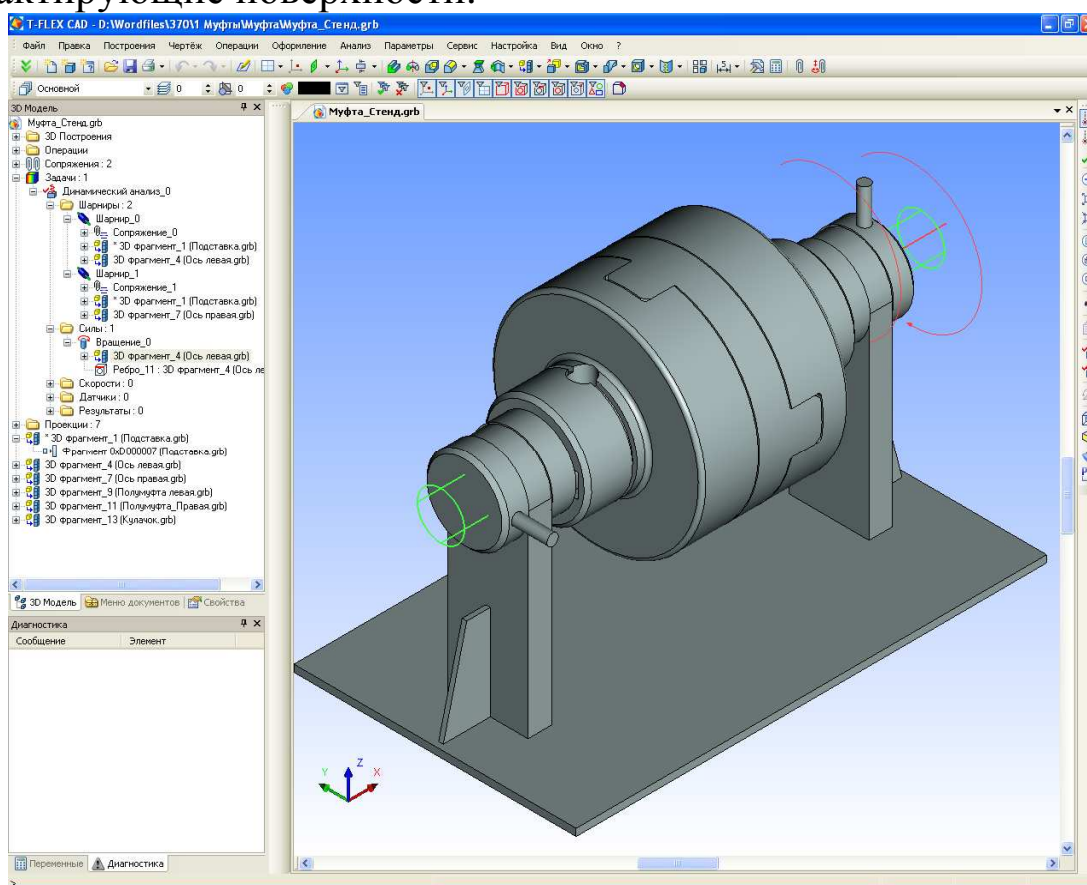 актирующие поверхности.
T-FLEX CAD - D:\Wordfiles\370\1 Муфты\Муфта\Муфта_Стенд.grb
Файл Правка Построения Чертёж Операции Оформление Анализ Параметры Сервис Настройка Вид Окно ?
Основной 0 0
3D Модель
Муфта_Стенд.grb
Муфта_Стенд.grb
3D Построения
Операции
Сопряжения : 2
Задачи : 1
Динамический анализ_0
Шарниры : 2
Шарнир_0
Сопряжение_0
* 3D фрагмент_1 (Подставка.grb)
3D фрагмент_4 (Ось левая.grb)
Шарнир_1
Сопряжение_1
* 3D фрагмент_1 (Подставка.grb)
3D фрагмент_7 (Ось правая.grb)
Силы : 1
Вращение_0
3D фрагмент_4 (Ось левая.grb)
Ребро_11 : 3D фрагмент_4 (Ось ле
Скорости : 0
Датчики : 0
Результаты : 0
Проекции : 7
* 3D фрагмент_1 (Подставка.grb)
Фрагмент 0xD000007 (Подставка.grb)
3D фрагмент_4 (Ось левая.grb)
3D фрагмент_7 (Ось правая.grb)
3D фрагмент_9 (Полумуфта левая.grb)
3D фрагмент_11 (Полумуфта_Правая.grb)
3D фрагмент_13 (Кулачок.grb)
3D Модель Меню документов Свойства
Диагностика
Сообщение Элемент
Y Z X
Переменные Диагностика